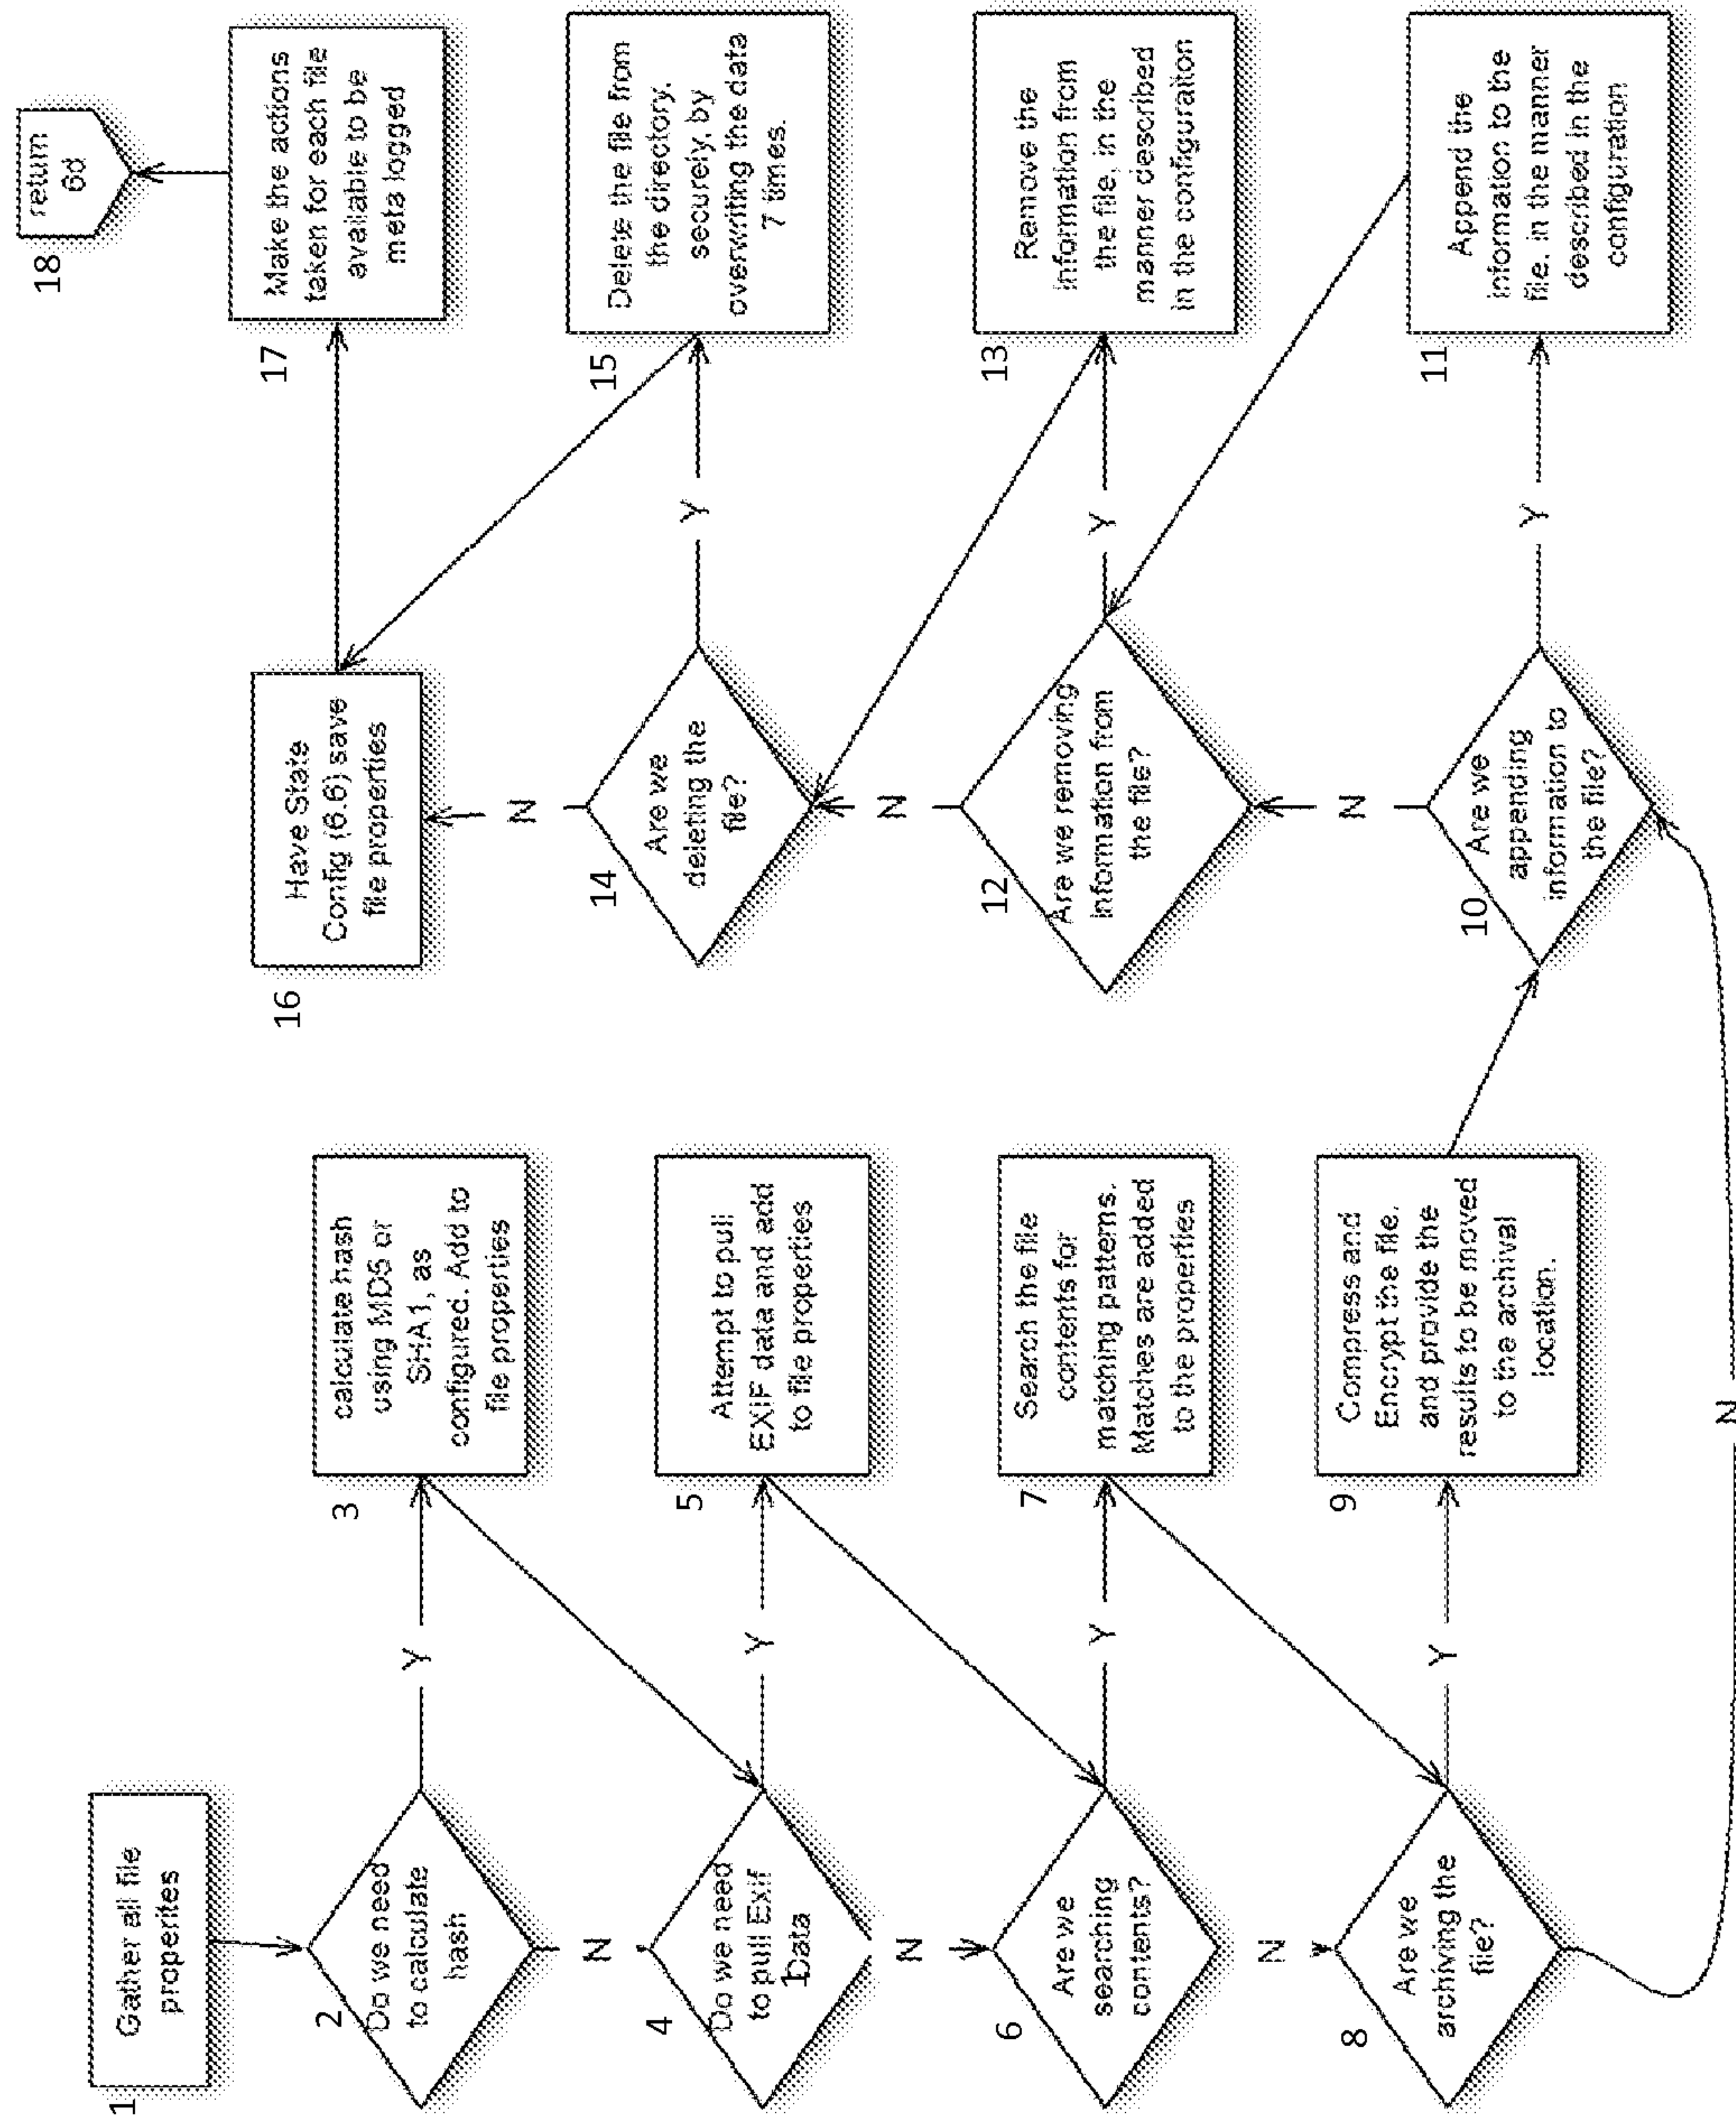 1
Gather all file
properites
2
Do we need
to calculate
hash
Y
N
3
calculate hash
using MD5 or
SHA1, as
configured. Add to
file properties
4
Do we need
to pull Exif
Data
Y
N
5
Attempt to pull
EXIF data and add
to file properties
6
Are we
searching
contents?
Y
N
7
Search the file
contents for
matching patterns.
Matches are added
to the properties
8
Are we
archiving the
file?
Y
N
9
Compress and
Encrypt the file,
and provide the
results to be moved
to the archival
location.
10
Are we
appending
information to
the file?
Y
N
11
Append the
information to the
file, in the manner
described in the
configuration
12
Are we removing
information from
the file?
Y
N
13
Remove the
information from
the file, in the
manner described
in the configuration
14
Are we
deleting the
file?
Y
N
15
Delete the file from
the directory,
securely, by
overwriting the data
7 times.
16
Have State
Config (6.6) save
file properties
17
Make the actions
taken for each file
available to be
meta logged
18
return
6d